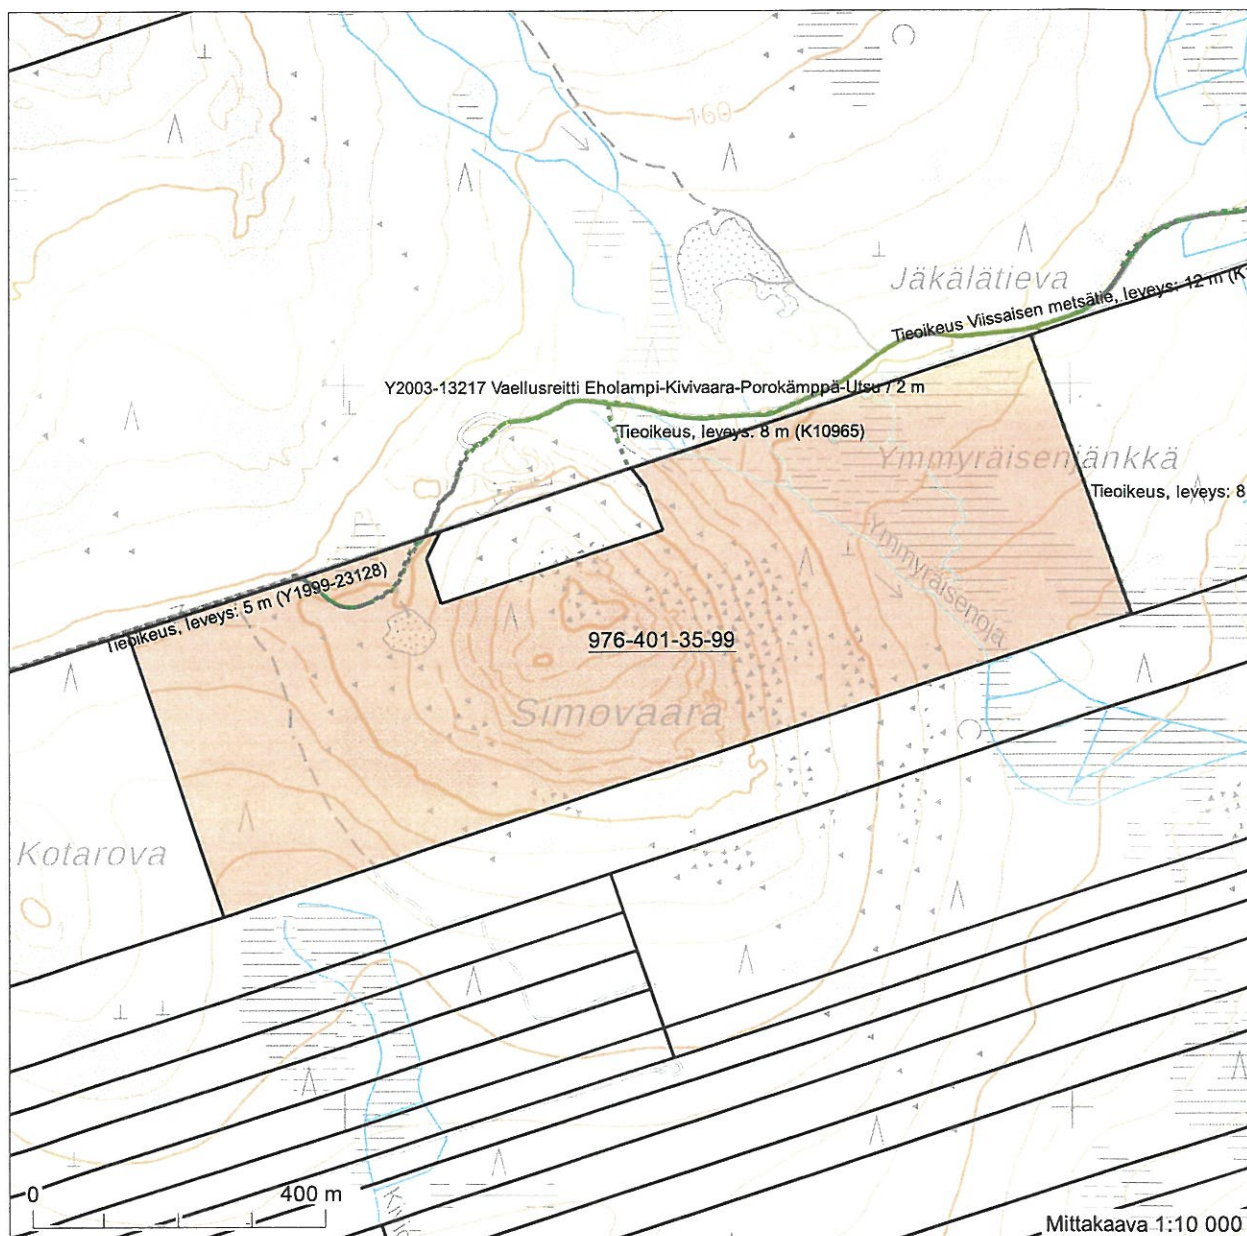 160
Jäkälätieva
Tieoikeus Viissaisen metsätie, leveys: 12 m (K
Y2003-13217 Vaellusreitti Eholampi-Kivivaara-Porokämppä-Utsu / 2 m
Tieoikeus, leveys: 8 m (K10965)
Ymmyräisenjänkkä
Tieoikeus, leveys: 8
Ymmyräisenoja
Tieoikeus, leveys: 5 m (Y1999-23128)
976-401-35-99
Simovaara
Kotarova
0 400 m
Mittakaava 1:10 000